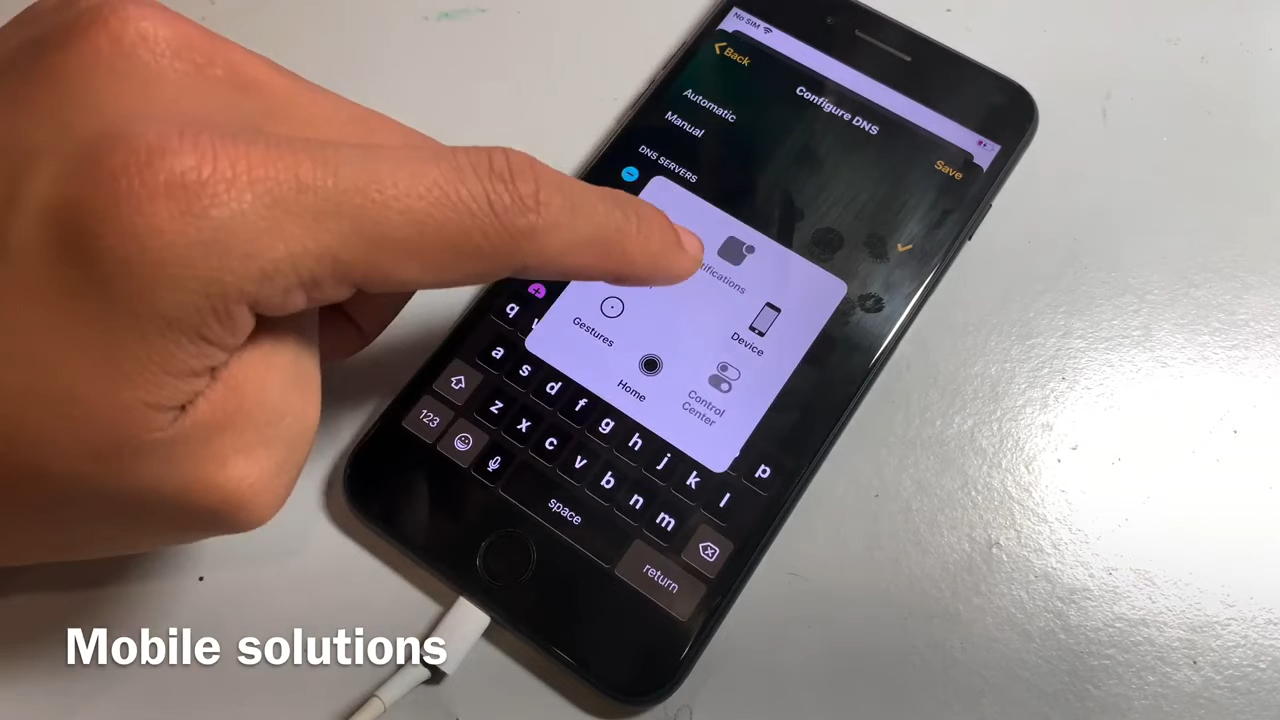 No SIM
Back
Configure DNS
Save
Automatic
Manual
DNS SERVERS
Gestures
Device
Home
Control
Center
q
p
a s d f g h j k l
z x c v b n m
123
space
return
Mobile solutions